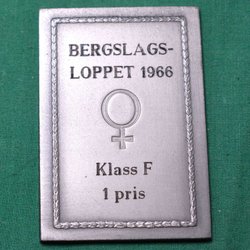 BERGSLAGS-
LOPPET 1966
Klass F
1 pris